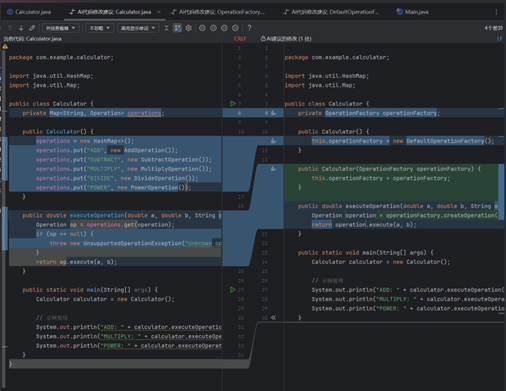 Calculator.java
AI代码修改建议: Calculator.java
AI代码修改建议: OperationFactory....
AI代码修改建议: DefaultOperationF...
Main.java
并排查看器
不忽略
高亮显示单词
?
4个差异
当前代码: Calculator.java
CRLF
AI建议的修改 (1 处)
LF
package com.example.calculator;
import java.util.HashMap;
import java.util.Map;
public class Calculator {
private Map<String, Operation> operations;
public Calculator() {
operations = new HashMap<>();
operations.put("ADD", new AddOperation());
operations.put("SUBTRACT", new SubtractOperation());
operations.put("MULTIPLY", new MultiplyOperation());
operations.put("DIVIDE", new DivideOperation());
operations.put("POWER", new PowerOperation());
}
public double executeOperation(double a, double b, String o
Operation op = operations.get(operation);
if (op == null) {
throw new UnsupportedOperationException("Unknown op
}
return op.execute(a, b);
}
public static void main(String[] args) {
Calculator calculator = new Calculator();
// 示例使用
System.out.println("ADD: " + calculator.executeOperatio
System.out.println("MULTIPLY: " + calculator.executeOpe
System.out.println("POWER: " + calculator.executeOperat
}
}
package com.example.calculator;
import java.util.HashMap;
import java.util.Map;
public class Calculator {
private OperationFactory operationFactory;
public Calculator() {
this.operationFactory = new DefaultOperationFactory();
}
public Calculator(OperationFactory operationFactory) {
this.operationFactory = operationFactory;
}
public double executeOperation(double a, double b, String o
Operation operation = operationFactory.createOperation(
return operation.execute(a, b);
}
public static void main(String[] args) {
Calculator calculator = new Calculator();
// 示例使用
System.out.println("ADD: " + calculator.executeOperatio
System.out.println("MULTIPLY: " + calculator.executeOpe
System.out.println("POWER: " + calculator.executeOperat
}